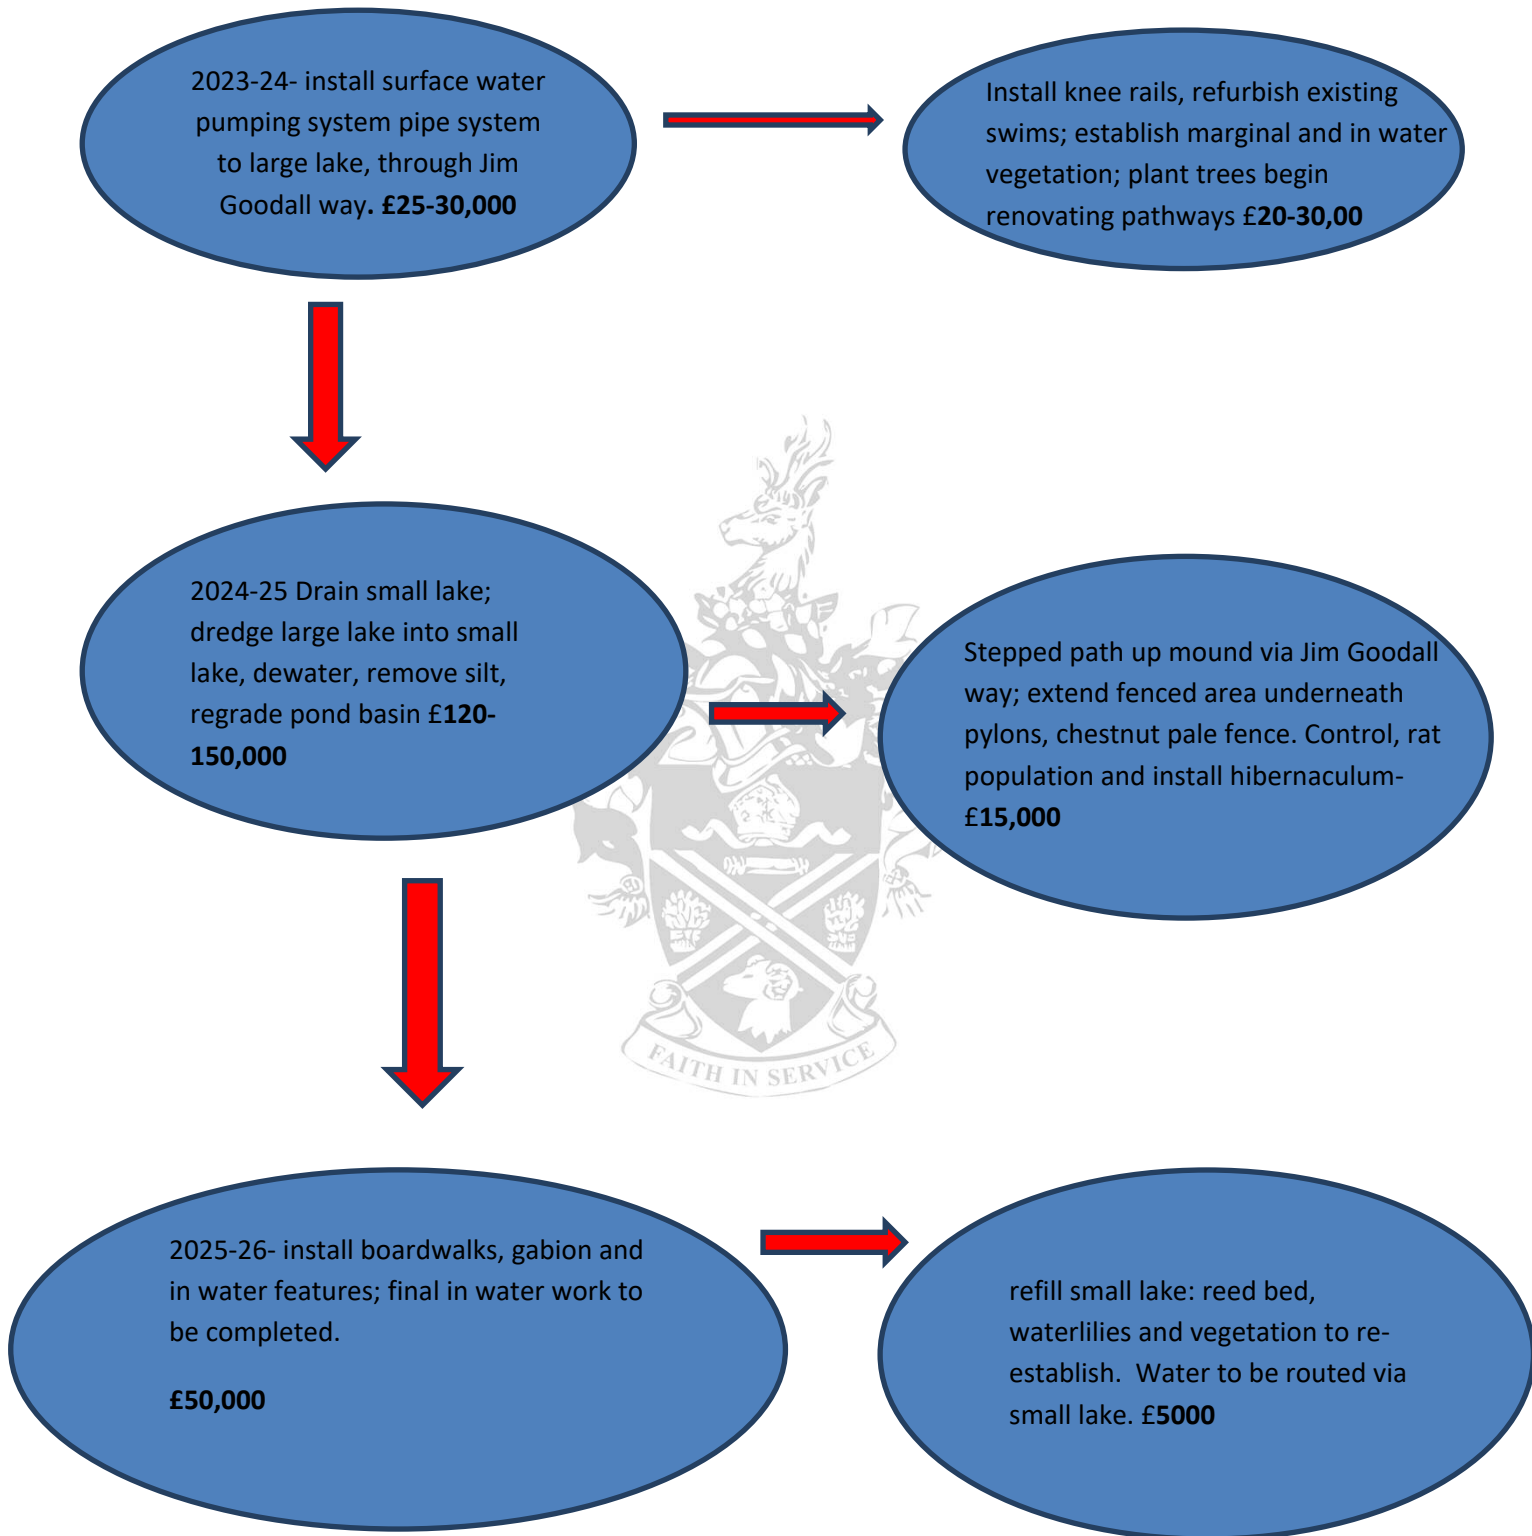 2023-24- install surface water
pumping system pipe system
to large lake, through Jim
Goodall way. £25-30,000
Install knee rails, refurbish existing
swims; establish marginal and in water
vegetation; plant trees begin
renovating pathways £20-30,00
2024-25 Drain small lake;
dredge large lake into small
lake, dewater, remove silt,
regrade pond basin £120-
150,000
Stepped path up mound via Jim Goodall
way; extend fenced area underneath
pylons, chestnut pale fence. Control, rat
population and install hibernaculum-
£15,000
FAITH IN SERVICE
2025-26- install boardwalks, gabion and
in water features; final in water work to
be completed.
£50,000
refill small lake: reed bed,
waterlilies and vegetation to re-
establish.  Water to be routed via
small lake. £5000